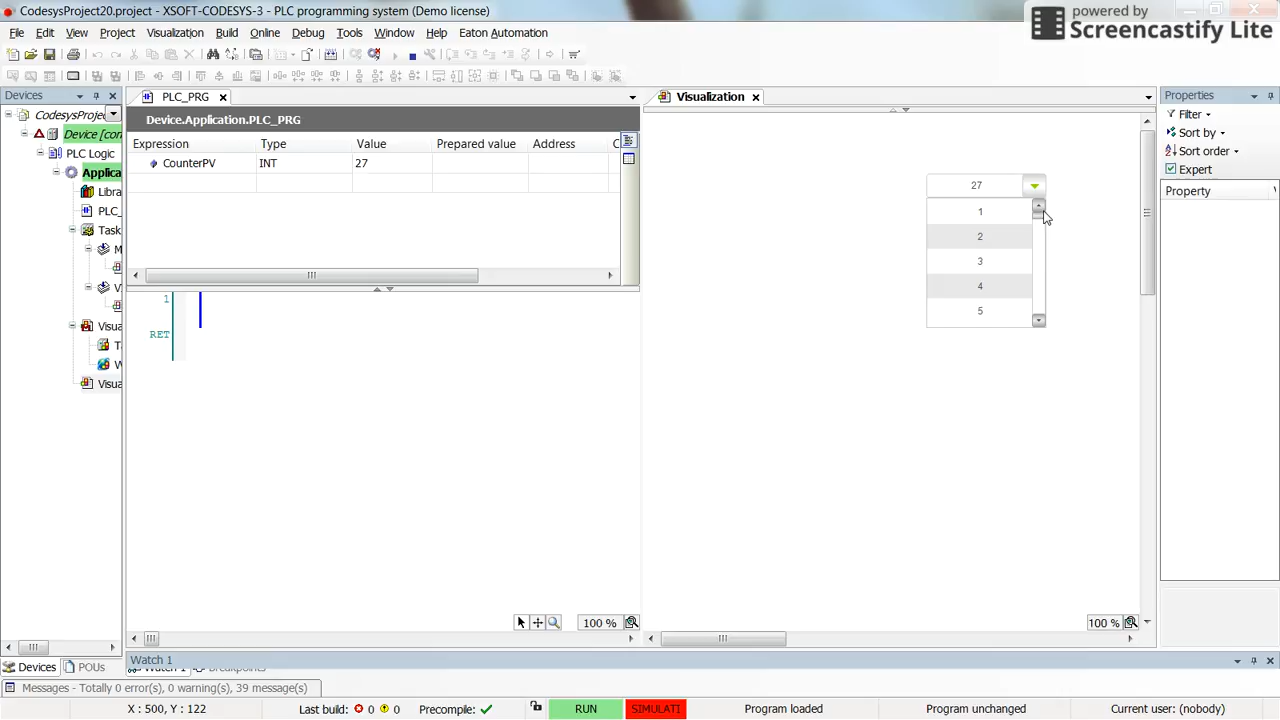 CodesysProject20.project - XSOFT-CODESYS-3 - PLC programing system (Demo license)
powered by
Screencastify Lite
File Edit View Project Visualization Build Online Debug Tools Window Help Eaton Automation
Devices
PLC_PRG
Visualization
Properties
CodesysProje
Device [con
PLC Logic
Applica
Libra
PLC_
Task
M
V
Visua
T
W
Visua
Device.Application.PLC_PRG
Expression Type Value Prepared value Address C
CounterPV INT 27
1
RET
100 %
27
1
2
3
4
5
100 %
Filter
Sort by
Sort order
Expert
Property
Devices POUs
Watch 1
Watch 1 Breakpoints
Messages - Totally 0 error(s), 0 warning(s), 39 message(s)
X : 500, Y : 122 Last build: 0 0 Precompile: RUN SIMULATI Program loaded Program unchanged Current user: (nobody)